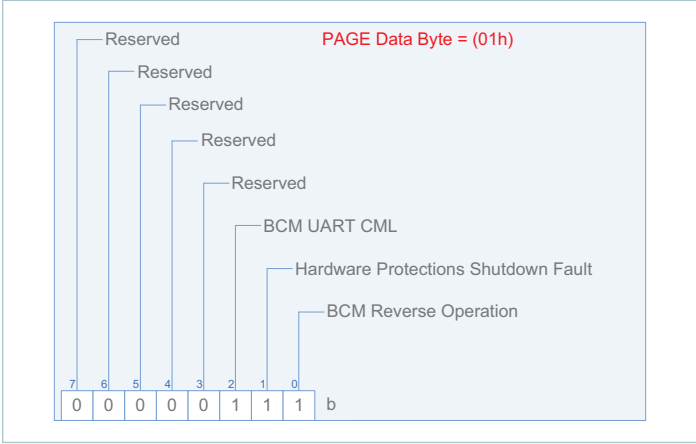 Reserved PAGE Data Byte = (01h)
Reserved
Reserved
Reserved
Reserved
BCM UART CML
Hardware Protections Shutdown Fault
BCM Reverse Operation
7 6 5 4 3 2 1 0
0 0 0 0 0 1 1 1 b